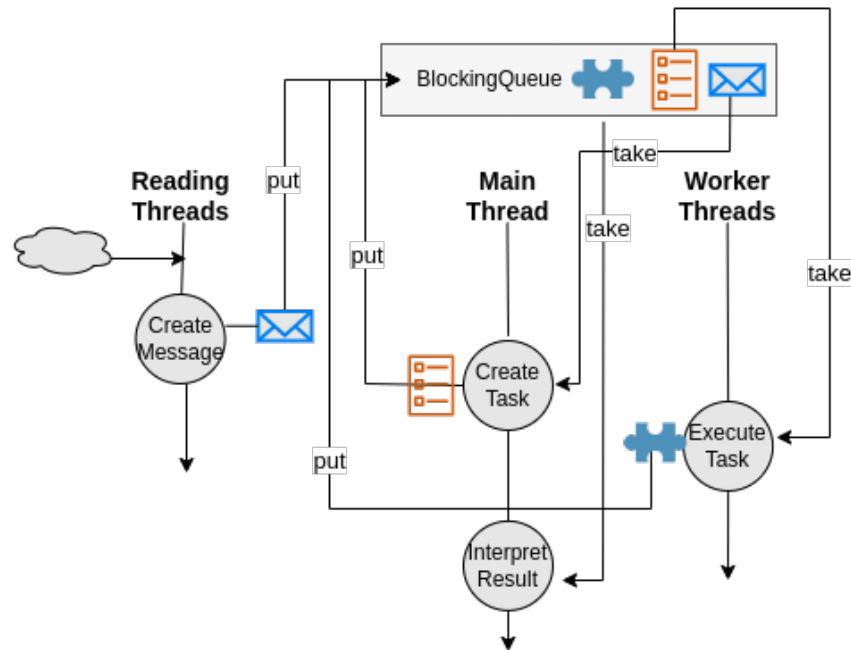 BlockingQueue
take
Reading
Threads
put
Main
Thread
Worker
Threads
take
put
take
Create
Message
Create
Task
put
Execute
Task
Interpret
Result